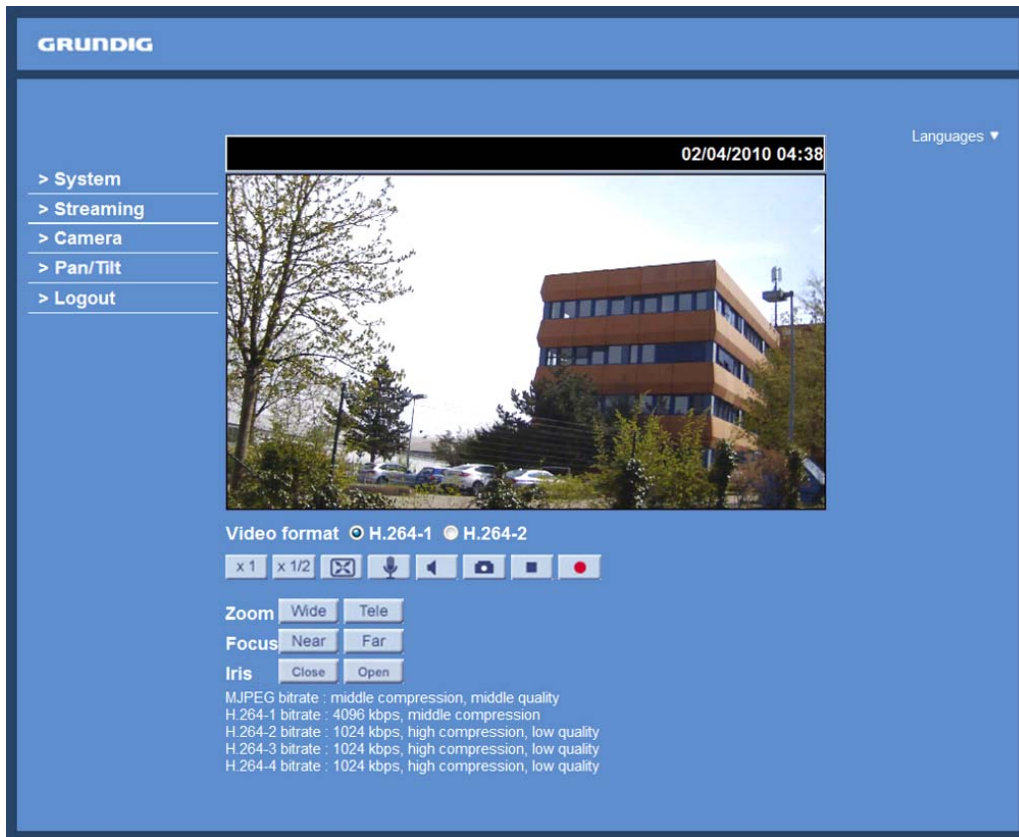 GRUNDIG
Languages ▼
02/04/2010 04:38
> System
> Streaming
> Camera
> Pan/Tilt
> Logout
Video format H.264-1 H.264-2
x 1 x 1/2
Zoom Wide Tele
Focus Near Far
Iris Close Open
MJPEG bitrate : middle compression, middle quality
H.264-1 bitrate : 4096 kbps, middle compression
H.264-2 bitrate : 1024 kbps, high compression, low quality
H.264-3 bitrate : 1024 kbps, high compression, low quality
H.264-4 bitrate : 1024 kbps, high compression, low quality